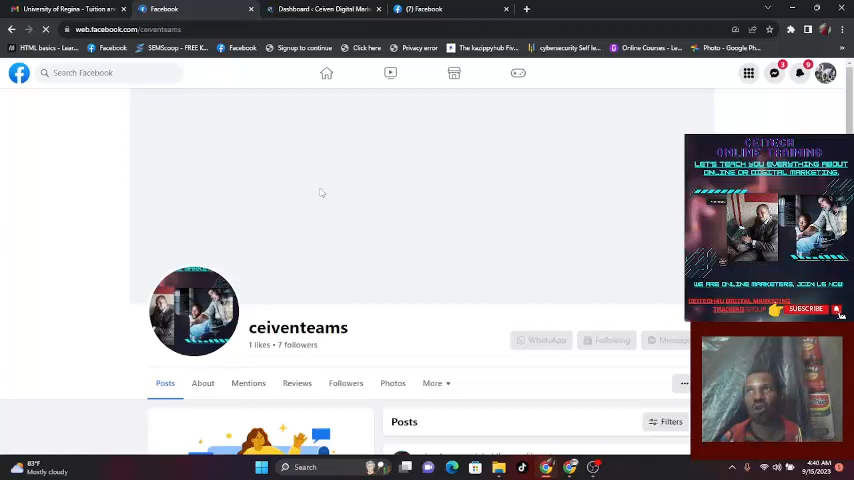 University of Regina - Tuition an
Facebook
Dashboard ‹ Ceiven Digital Mark
(7) Facebook
web.facebook.com/ceiventeams
HTML basics - Lear...
Facebook
SEMScoop - FREE K...
Facebook
Signup to continue
Click here
Privacy error
The kazippyhub Fiv...
cybersecurity Self le...
Online Courses - Le...
Photo - Google Ph...
Search Facebook
3
9
CEITECH
ONLINE TRAINING
LET'S TEACH YOU EVERYTHING ABOUT
ONLINE OR DIGITAL MARKETING.
WE ARE ONLINE MARKETERS, JOIN US NOW
SUBSCRIBE
ceiventeams
1 likes • 7 followers
WhatsApp
Following
Message
Posts
About
Mentions
Reviews
Followers
Photos
More
Posts
Filters
83°F
Mostly cloudy
Search
4:40 AM
9/15/2023